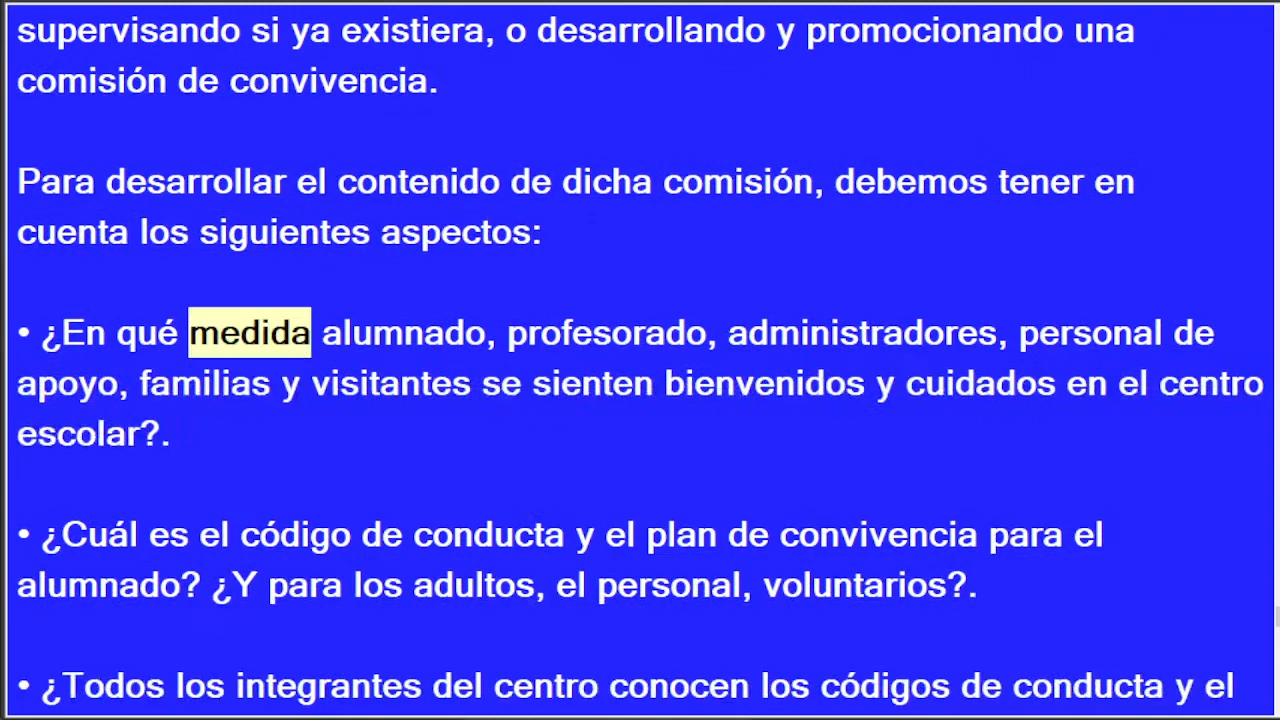 supervisando si ya existiera, o desarrollando y promocionando una
comisión de convivencia.
Para desarrollar el contenido de dicha comisión, debemos tener en
cuenta los siguientes aspectos:
• ¿En qué medida alumnado, profesorado, administradores, personal de
apoyo, familias y visitantes se sienten bienvenidos y cuidados en el centro
escolar?.
• ¿Cuál es el código de conducta y el plan de convivencia para el
alumnado? ¿Y para los adultos, el personal, voluntarios?.
• ¿Todos los integrantes del centro conocen los códigos de conducta y el